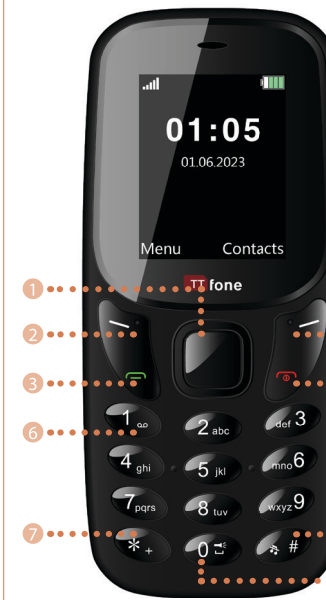 01:05
01.06.2023
Menu Contacts
TT fone
1
2
3
6 1 2 abc def 3
4 ghi 5 jkl mno 6
7 pqrs 8 tuv wxyz 9
7 * + 0 #